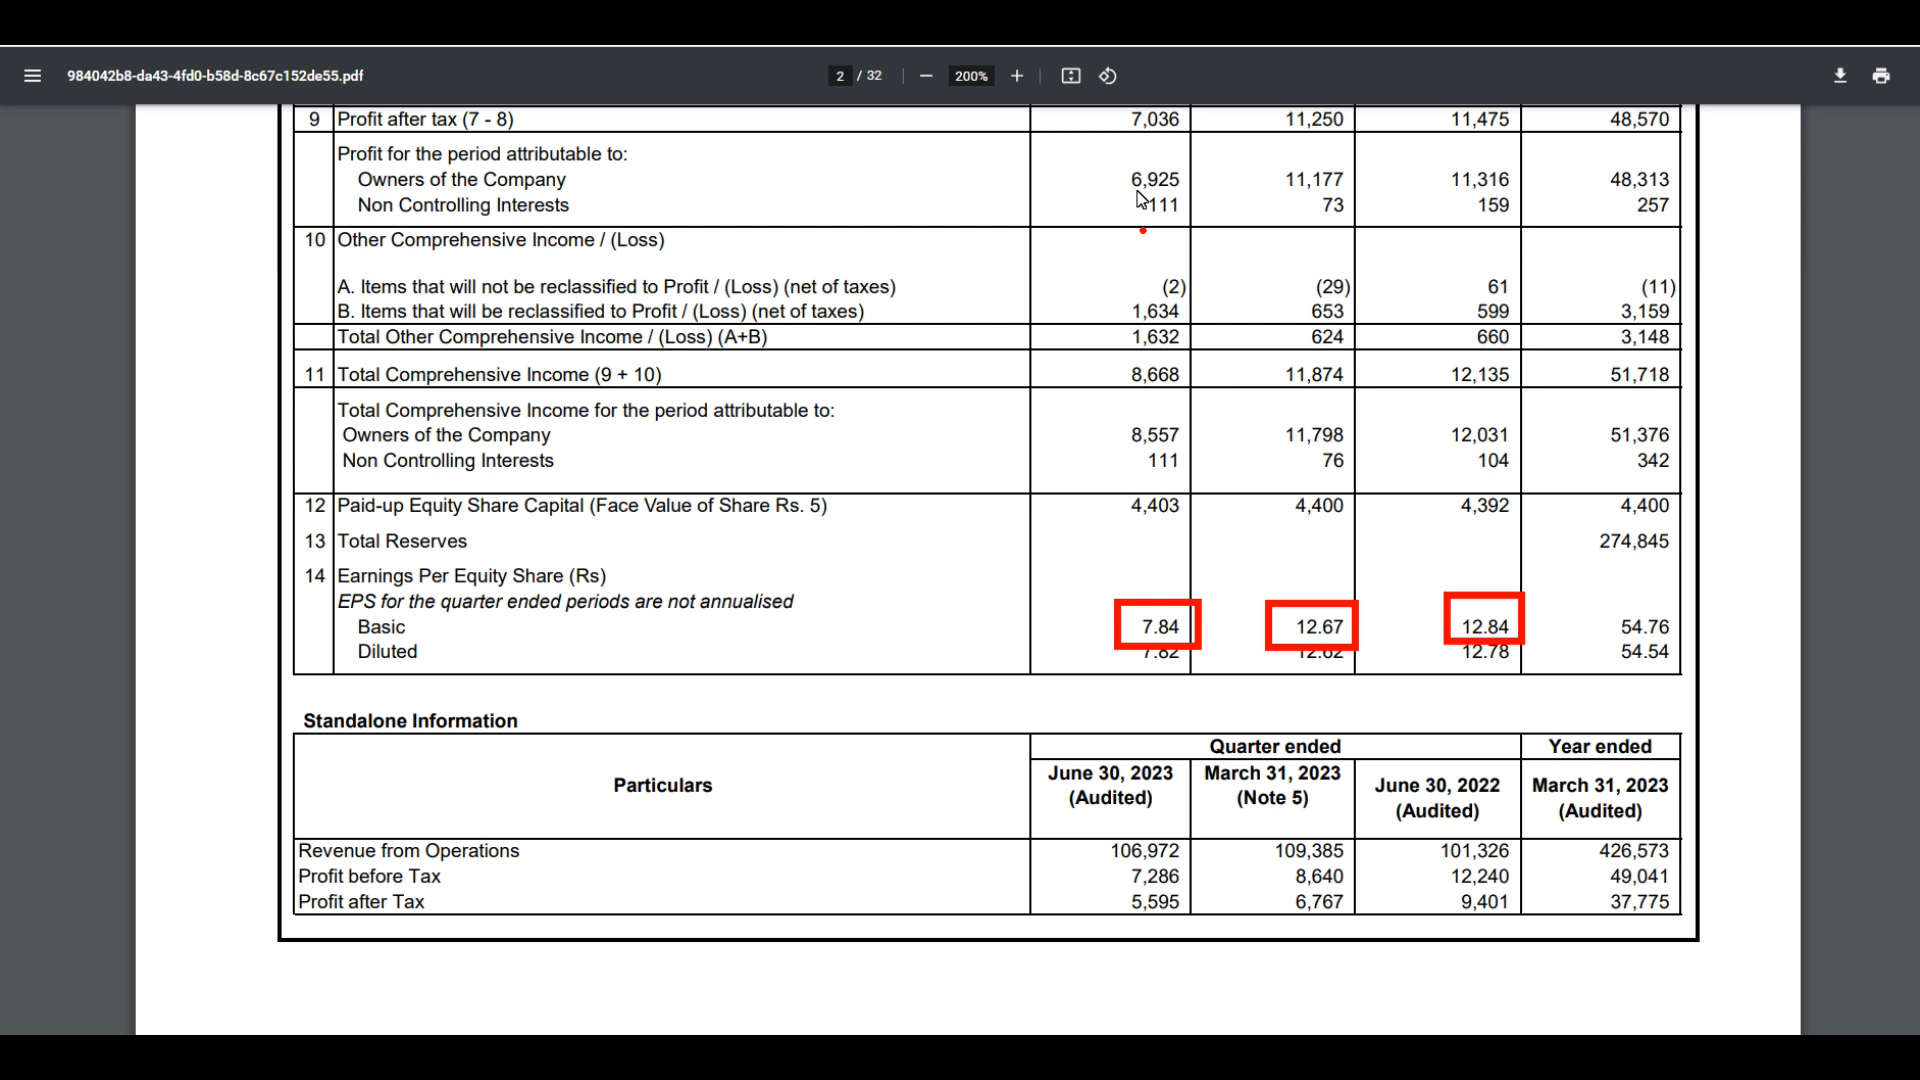 984042b8-da43-4fd0-b58d-8c67c152de55.pdf 2 / 32 200%
9 Profit after tax (7 - 8) 7,036 11,250 11,475 48,570
Profit for the period attributable to:
Owners of the Company 6,925 11,177 11,316 48,313
Non Controlling Interests 111 73 159 257
10 Other Comprehensive Income / (Loss)
A. Items that will not be reclassified to Profit / (Loss) (net of taxes) (2) (29) 61 (11)
B. Items that will be reclassified to Profit / (Loss) (net of taxes) 1,634 653 599 3,159
Total Other Comprehensive Income / (Loss) (A+B) 1,632 624 660 3,148
11 Total Comprehensive Income (9 + 10) 8,668 11,874 12,135 51,718
Total Comprehensive Income for the period attributable to:
Owners of the Company 8,557 11,798 12,031 51,376
Non Controlling Interests 111 76 104 342
12 Paid-up Equity Share Capital (Face Value of Share Rs. 5) 4,403 4,400 4,392 4,400
13 Total Reserves 274,845
14 Earnings Per Equity Share (Rs)
EPS for the quarter ended periods are not annualised
Basic 7.84 12.67 12.84 54.76
Diluted 7.82 12.62 12.78 54.54
Standalone Information
Particulars
Quarter ended Year ended
June 30, 2023 (Audited)
March 31, 2023 (Note 5)
June 30, 2022 (Audited)
March 31, 2023 (Audited)
Revenue from Operations 106,972 109,385 101,326 426,573
Profit before Tax 7,286 8,640 12,240 49,041
Profit after Tax 5,595 6,767 9,401 37,775